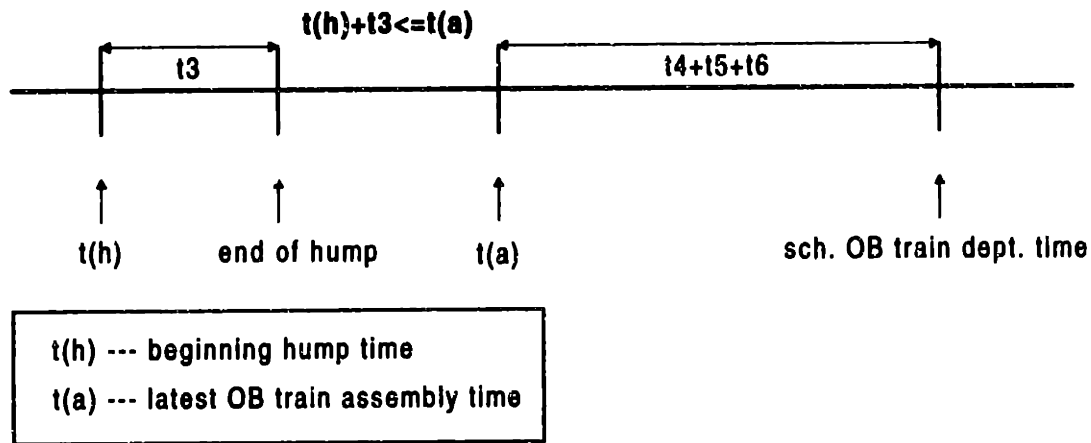 t(h)+t3<=t(a)
t3
t4+t5+t6
t(h)
end of hump
t(a)
sch. OB train dept. time
t(h) --- beginning hump time
t(a) --- latest OB train assembly time